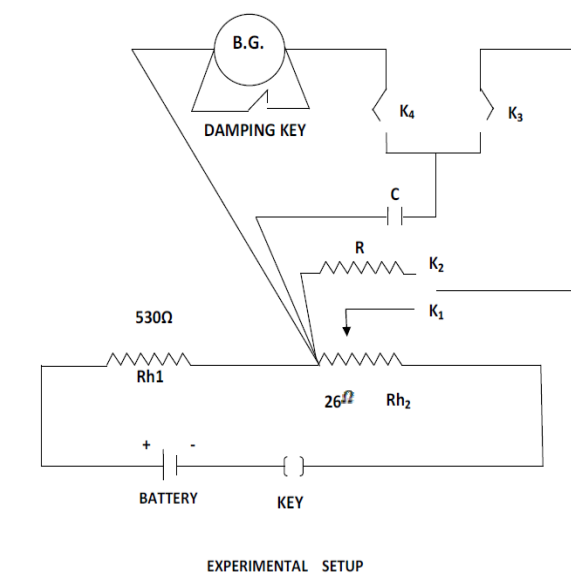 B.G.
K₄
K₃
DAMPING KEY
C
R
K₂
K₁
530Ω
Rh1
26Ω
Rh₂
+ -
BATTERY
KEY
EXPERIMENTAL SETUP